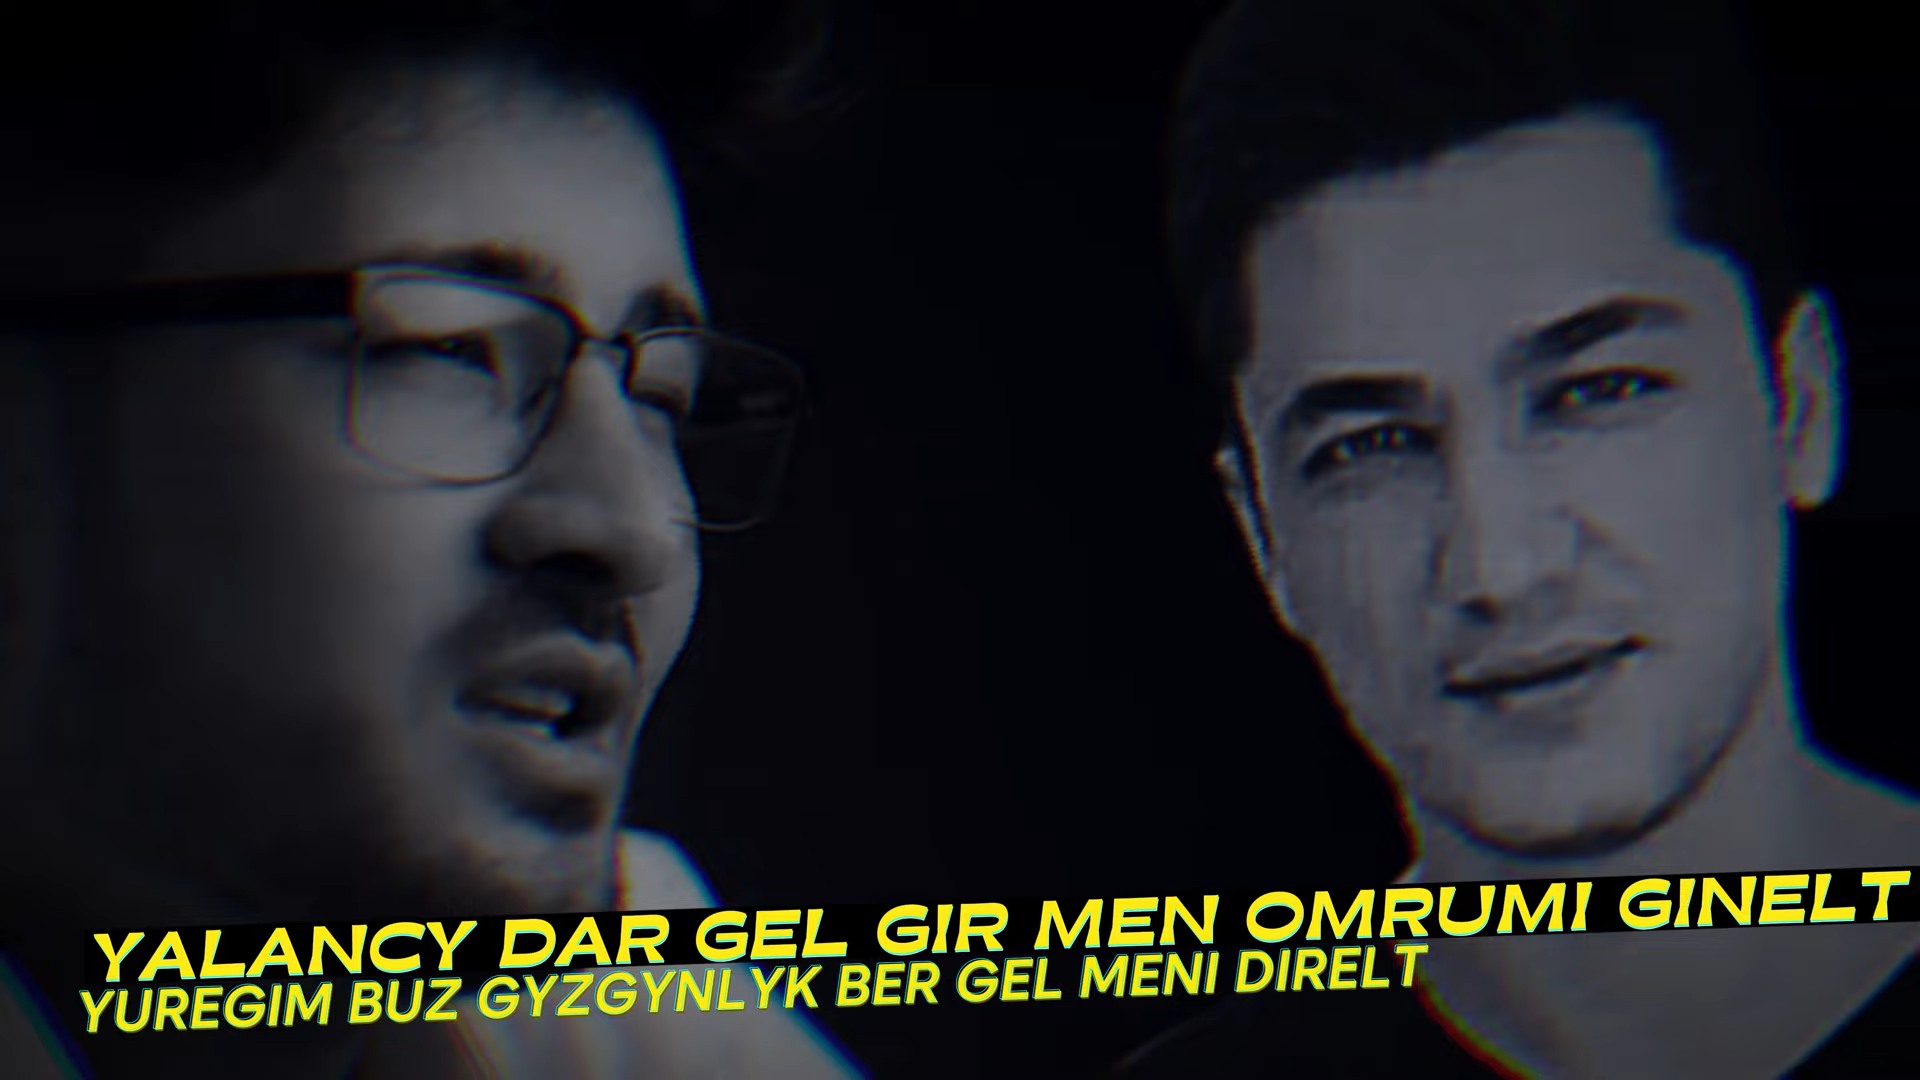 YALANCY DAR GEL GIR MEN OMRUMI GINELT
YUREGIM BUZ GYZGYNLYK BER GEL MENI DIRELT